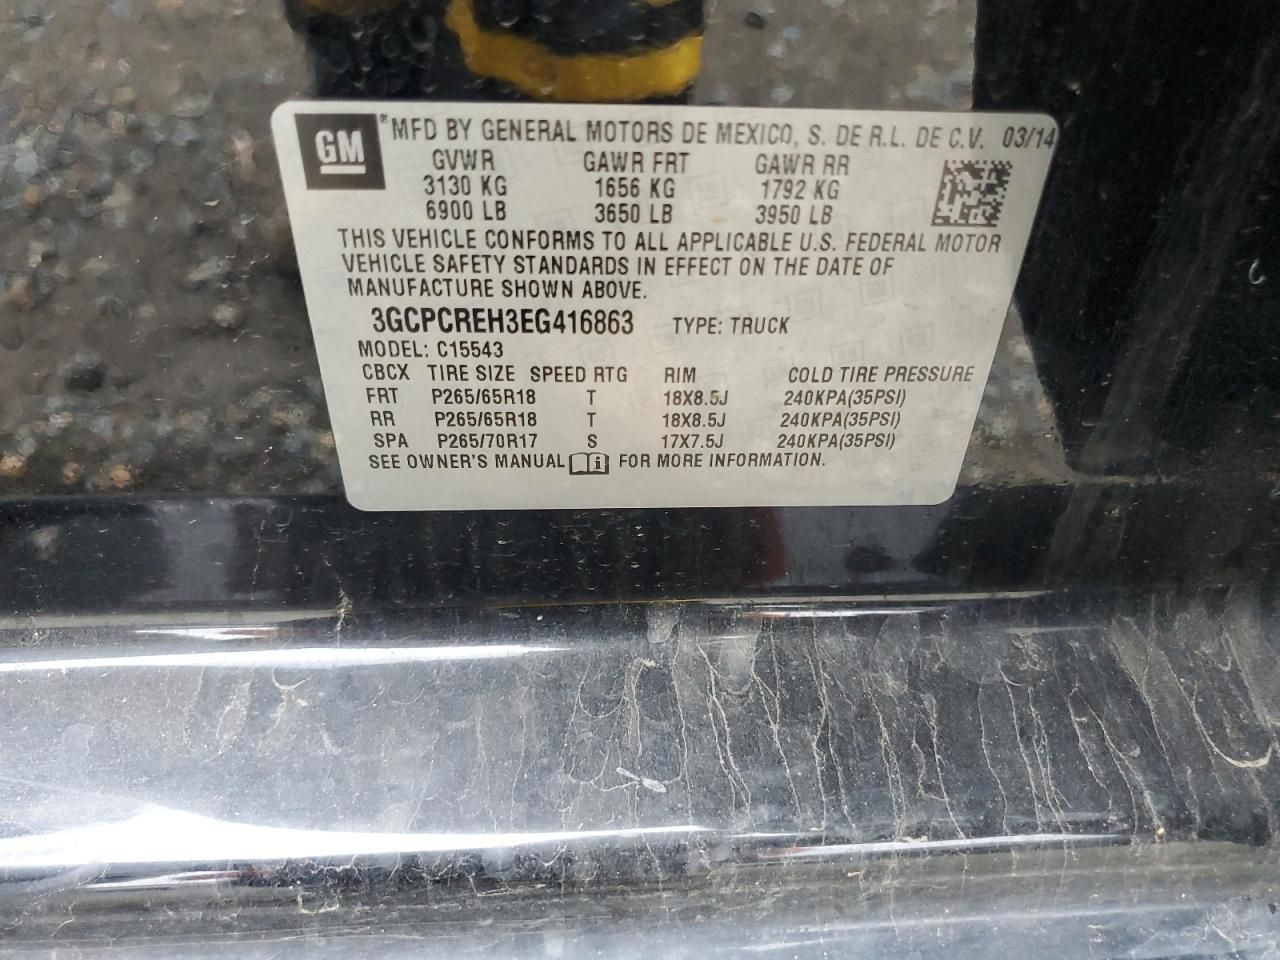 GM
*MFD BY GENERAL MOTORS DE MEXICO, S. DE R.L. DE C.V. 03/14
GVWR GAWR FRT GAWR RR
3130 KG 1656 KG 1792 KG
6900 LB 3650 LB 3950 LB
THIS VEHICLE CONFORMS TO ALL APPLICABLE U.S. FEDERAL MOTOR
VEHICLE SAFETY STANDARDS IN EFFECT ON THE DATE OF
MANUFACTURE SHOWN ABOVE.
3GCPCREH3EG416863 TYPE: TRUCK
MODEL: C15543
CBCX TIRE SIZE SPEED RTG RIM COLD TIRE PRESSURE
FRT P265/65R18 T 18X8.5J 240KPA(35PSI)
RR P265/65R18 T 18X8.5J 240KPA(35PSI)
SPA P265/70R17 S 17X7.5J 240KPA(35PSI)
SEE OWNER'S MANUAL FOR MORE INFORMATION.